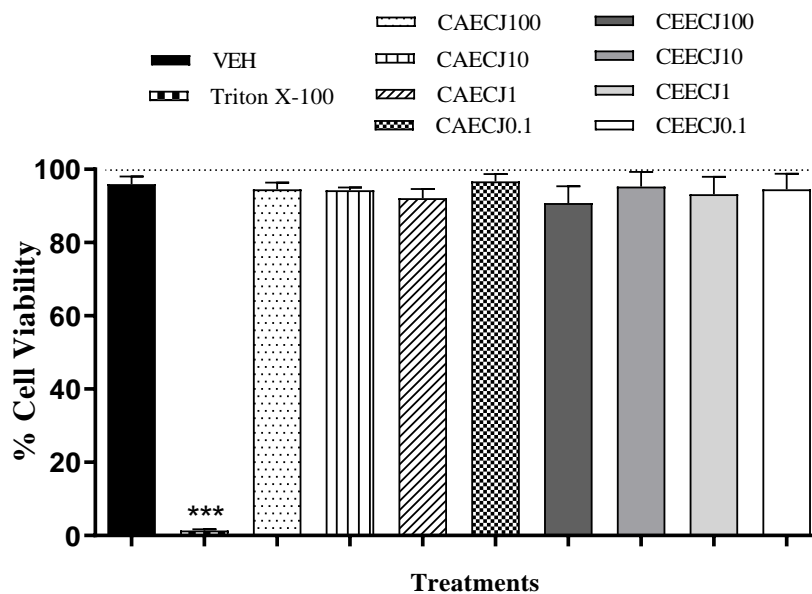 VEH
Triton X-100
CAECJ100
CAECJ10
CAECJ1
CAECJ0.1
CEECJ100
CEECJ10
CEECJ1
CEECJ0.1
% Cell Viability
100
80
60
40
20
0
***
Treatments